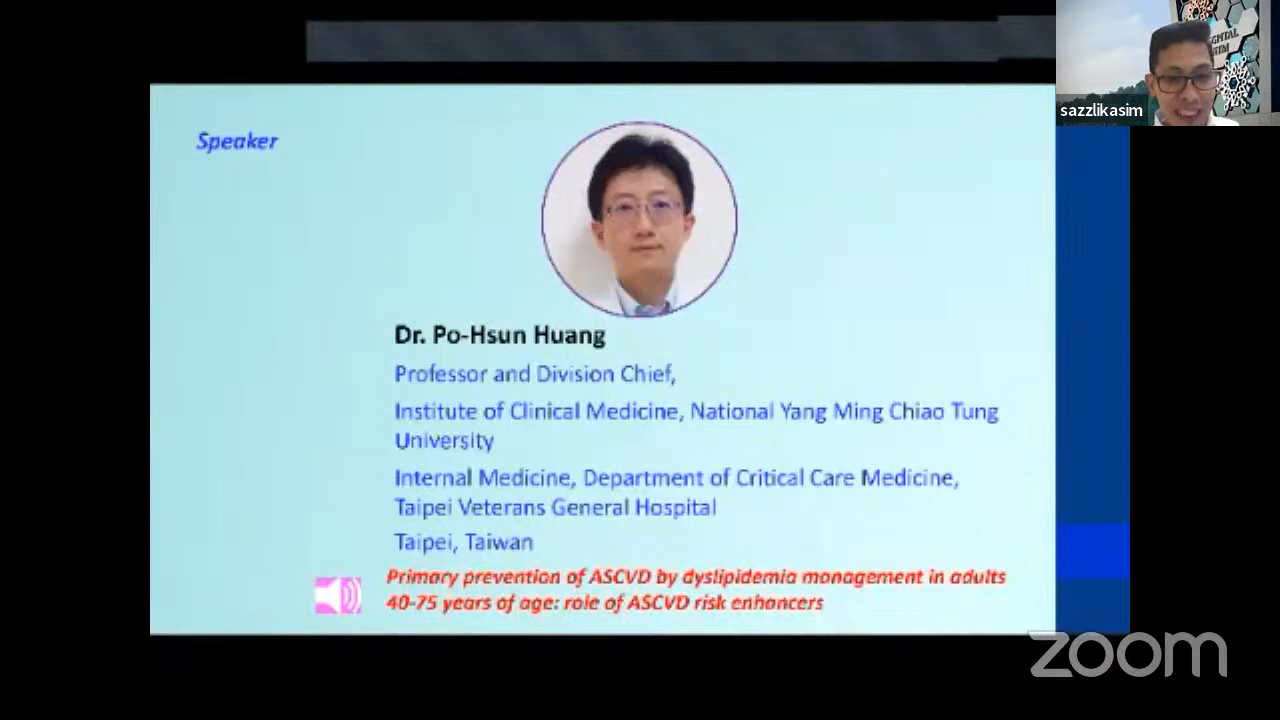 sazzlikasim
Speaker
Dr. Po-Hsun Huang
Professor and Division Chief,
Institute of Clinical Medicine, National Yang Ming Chiao Tung
University
Internal Medicine, Department of Critical Care Medicine,
Taipei Veterans General Hospital
Taipei, Taiwan
Primary prevention of ASCVD by dyslipidemia management in adults
40-75 years of age: role of ASCVD risk enhancers
zoom